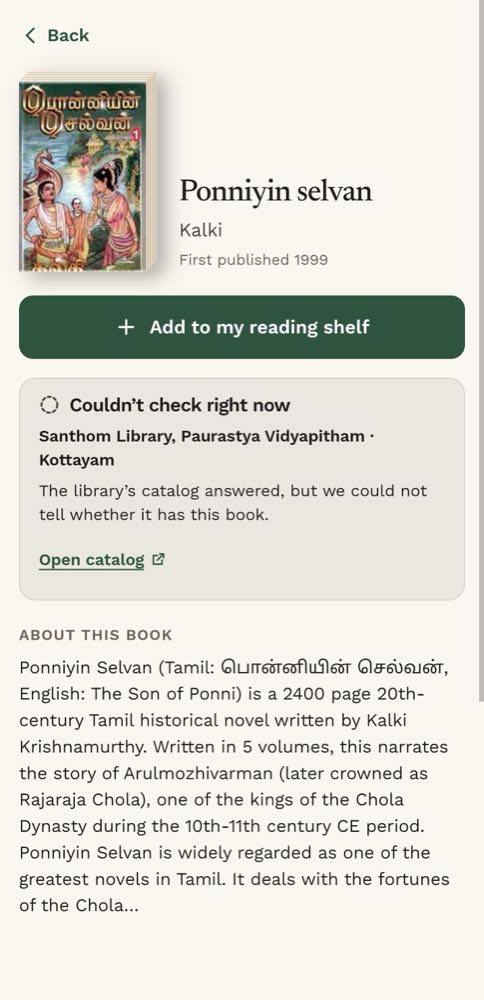 Back
பொன்னியின்
செல்வன்
1
Ponniyin selvan
Kalki
First published 1999
+ Add to my reading shelf
Couldn’t check right now
Santhom Library, Paurastya Vidyapitham ·
Kottayam
The library’s catalog answered, but we could not
tell whether it has this book.
Open catalog
ABOUT THIS BOOK
Ponniyin Selvan (Tamil: பொன்னியின் செல்வன்,
English: The Son of Ponni) is a 2400 page 20th-
century Tamil historical novel written by Kalki
Krishnamurthy. Written in 5 volumes, this narrates
the story of Arulmozhivarman (later crowned as
Rajaraja Chola), one of the kings of the Chola
Dynasty during the 10th-11th century CE period.
Ponniyin Selvan is widely regarded as one of the
greatest novels in Tamil. It deals with the fortunes
of the Chola...